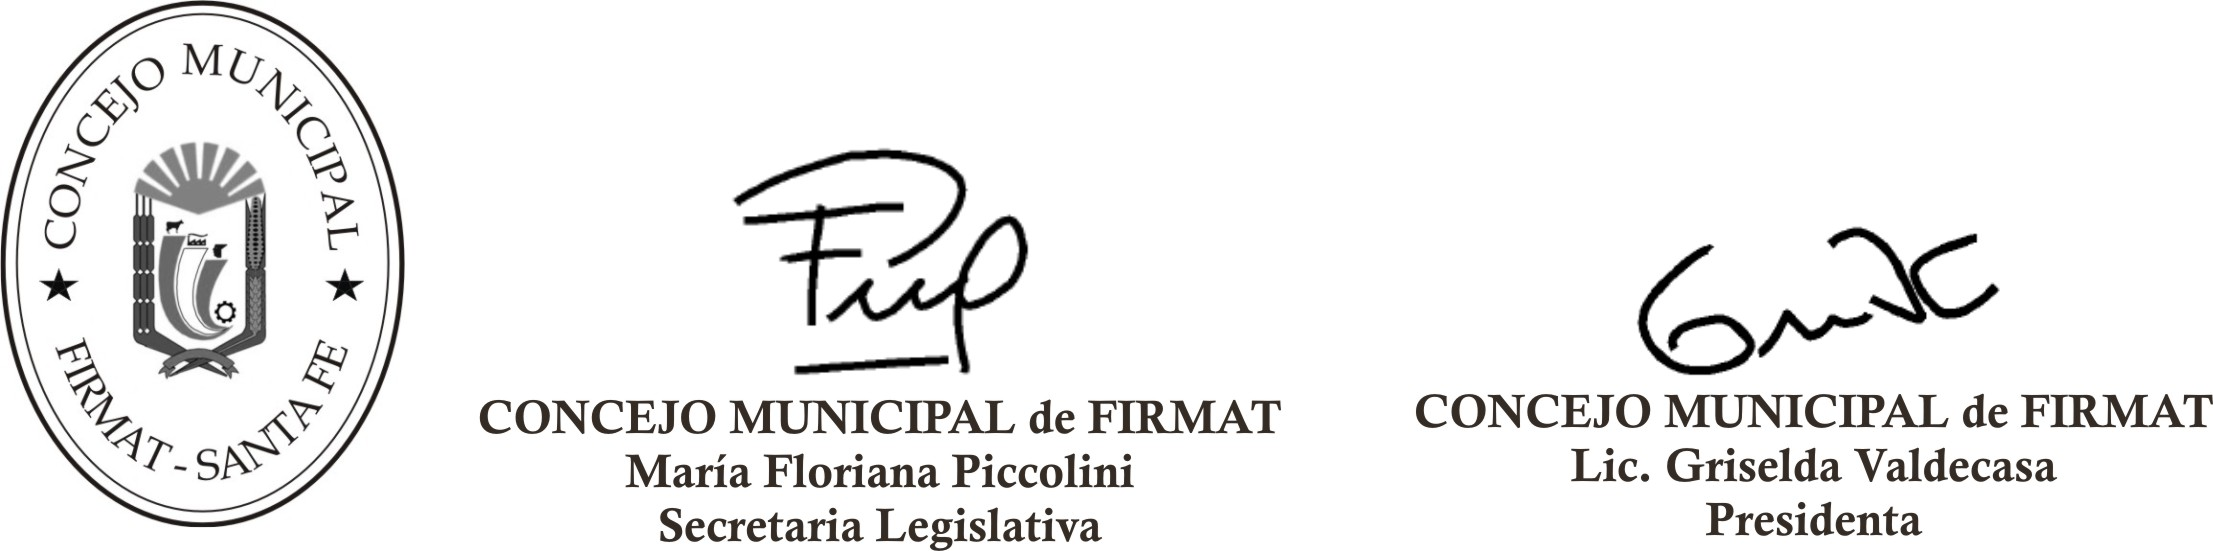 CONCEJO MUNICIPAL
★ ★
FIRMAT - SANTA FE
CONCEJO MUNICIPAL de FIRMAT
María Floriana Piccolini
Secretaria Legislativa
CONCEJO MUNICIPAL de FIRMAT
Lic. Griselda Valdecasa
Presidenta